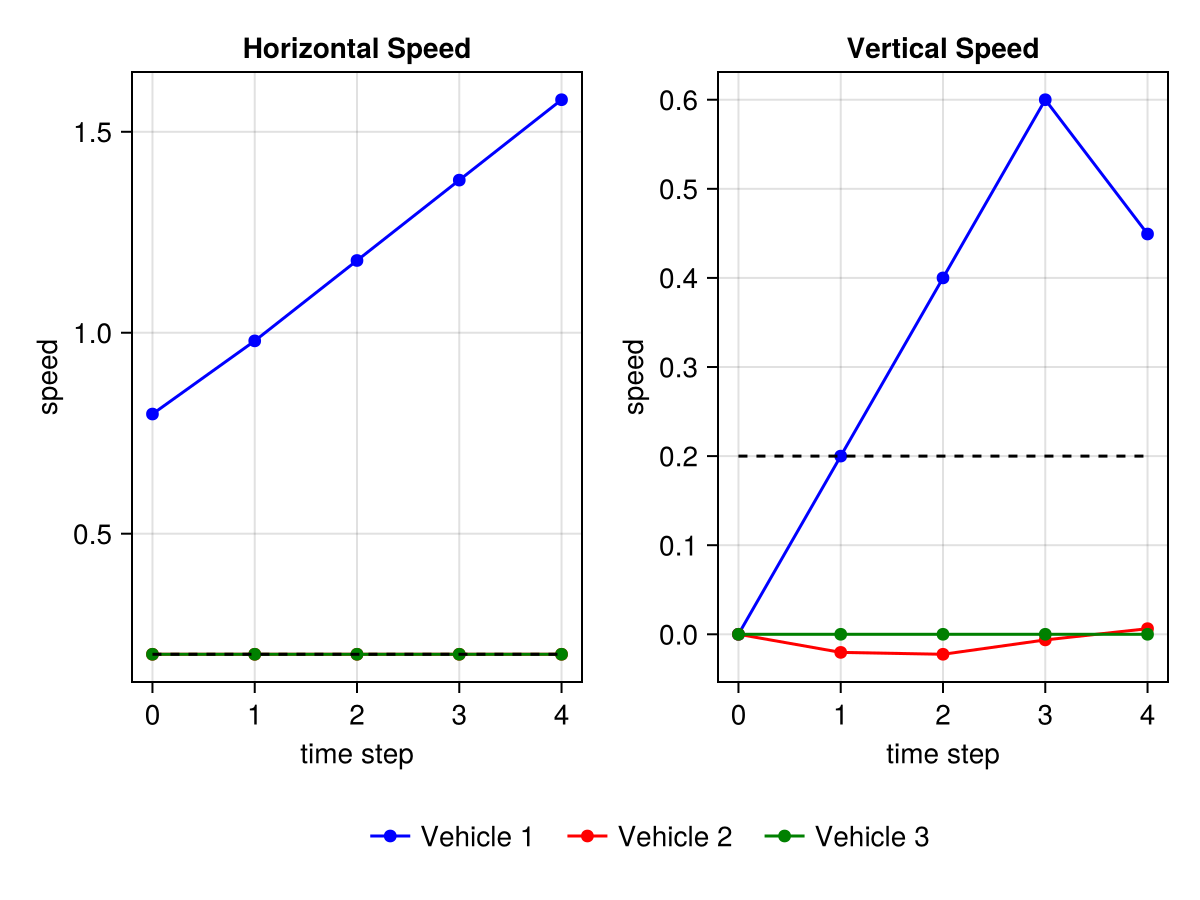 Horizontal Speed
1.5
1.0
0.5
speed
0 1 2 3 4
time step
Vertical Speed
0.6
0.5
0.4
0.3
0.2
0.1
0.0
speed
0 1 2 3 4
time step
Vehicle 1 Vehicle 2 Vehicle 3